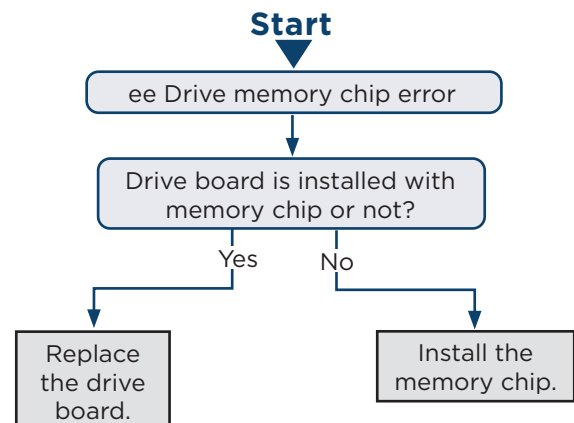 Start
ee Drive memory chip error
Drive board is installed with
memory chip or not?
Yes
No
Replace
the drive
board.
Install the
memory chip.